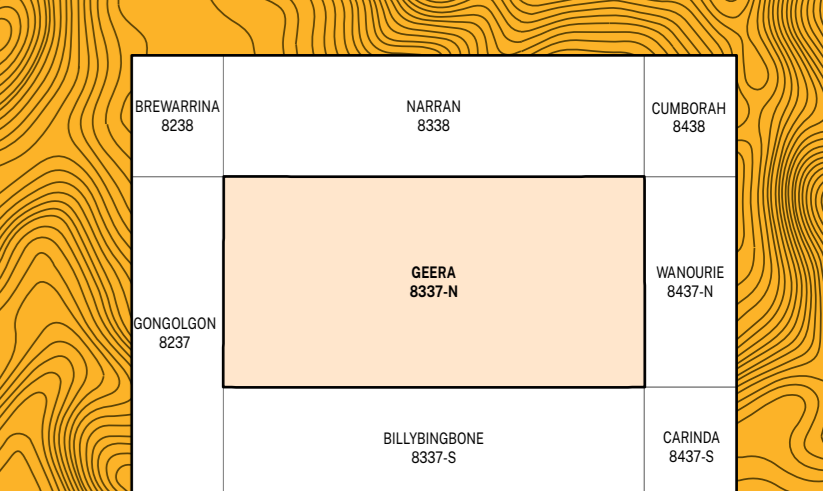 BREWARRINA
8238
NARRAN
8338
CUMBORAH
8438
GONGOLGON
8237
GEERA
8337-N
WANOURIE
8437-N
BILLYBINGBONE
8337-S
CARINDA
8437-S